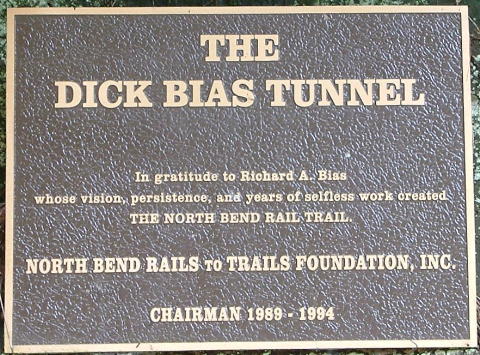 THE
DICK BIAS TUNNEL
In gratitude to Richard A. Bias
whose vision, persistence, and years of selfless work created
THE NORTH BEND RAIL TRAIL.
NORTH BEND RAILS TO TRAILS FOUNDATION, INC.
CHAIRMAN 1989 - 1994